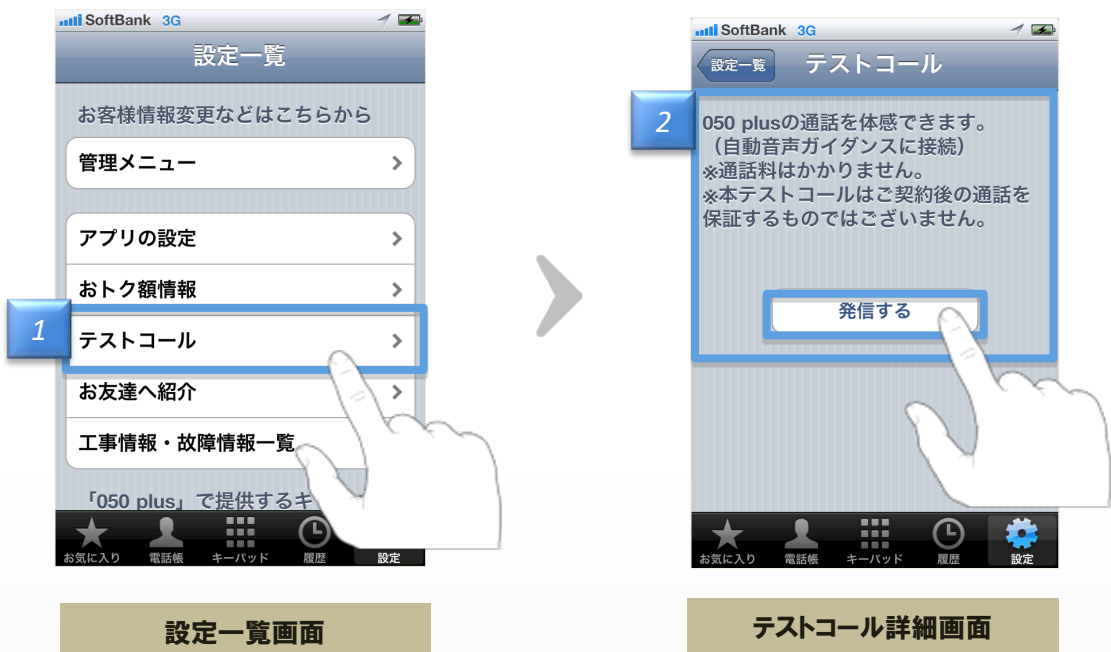 SoftBank 3G
設定一覧
お客様情報変更などはこちらから
管理メニュー
アプリの設定
おトク額情報
1
テストコール
お友達へ紹介
工事情報・故障情報一覧
「050 plus」で提供するキ
お気に入り 電話帳 キーパッド 履歴 設定
設定一覧画面
SoftBank 3G
設定一覧 テストコール
2
050 plusの通話を体感できます。
（自動音声ガイダンスに接続）
※通話料はかかりません。
※本テストコールはご契約後の通話を
保証するものではございません。
発信する
お気に入り 電話帳 キーパッド 履歴 設定
テストコール詳細画面